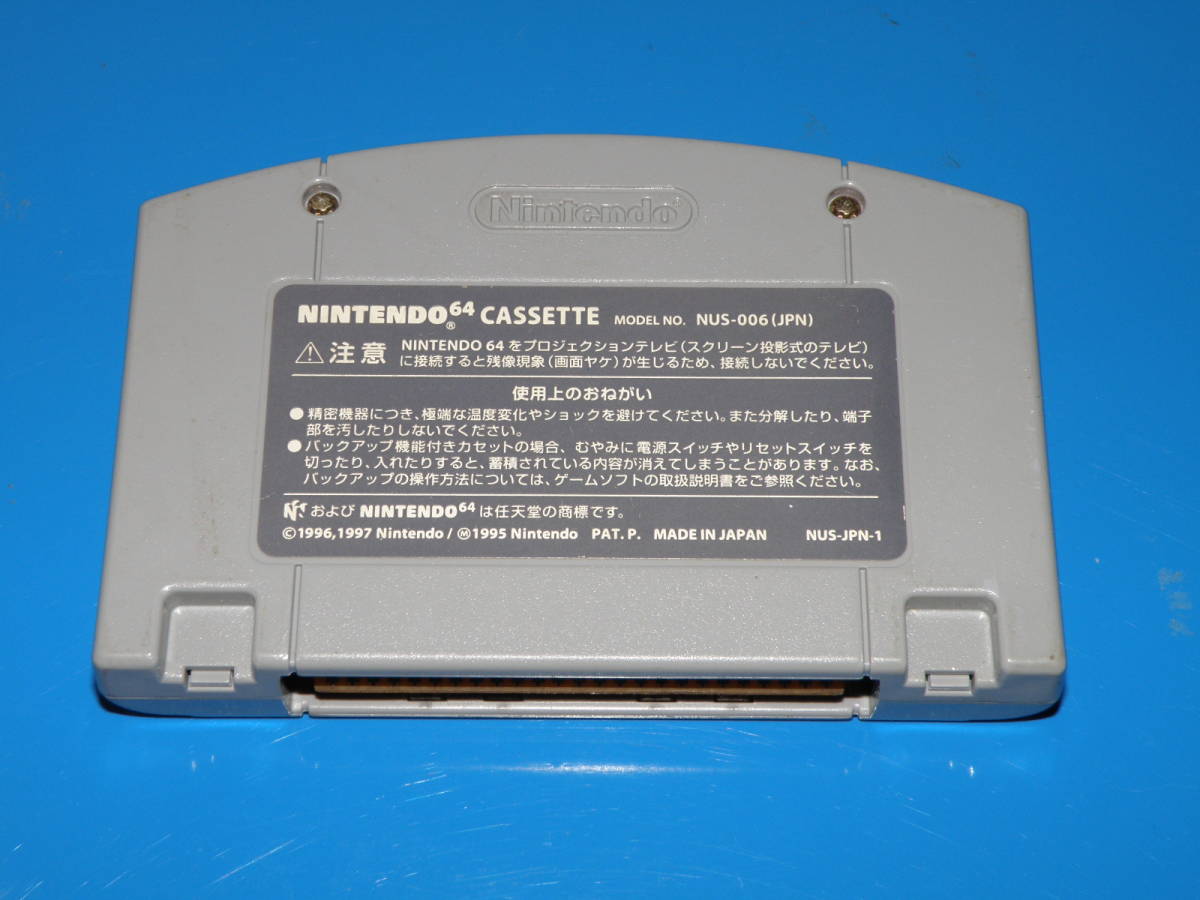 Nintendo
NINTENDO64® CASSETTE MODEL NO. NUS-006(JPN)
⚠注意 NINTENDO 64をプロジェクションテレビ(スクリーン投影式のテレビ)
に接続すると残像現象(画面ヤケ)が生じるため、接続しないでください。
使用上のおねがい
●精密機器につき、極端な温度変化やショックを避けてください。また分解したり、端子
部を汚したりしないでください。
●バックアップ機能付きカセットの場合、むやみに電源スイッチやリセットスイッチを
切ったり、入れたりすると、蓄積されている内容が消えてしまうことがあります。なお、
バックアップの操作方法については、ゲームソフトの取扱説明書をご参照ください。
および NINTENDO64 は任天堂の商標です。
©1996,1997 Nintendo/Ⓜ1995 Nintendo PAT.P. MADE IN JAPAN NUS-JPN-1